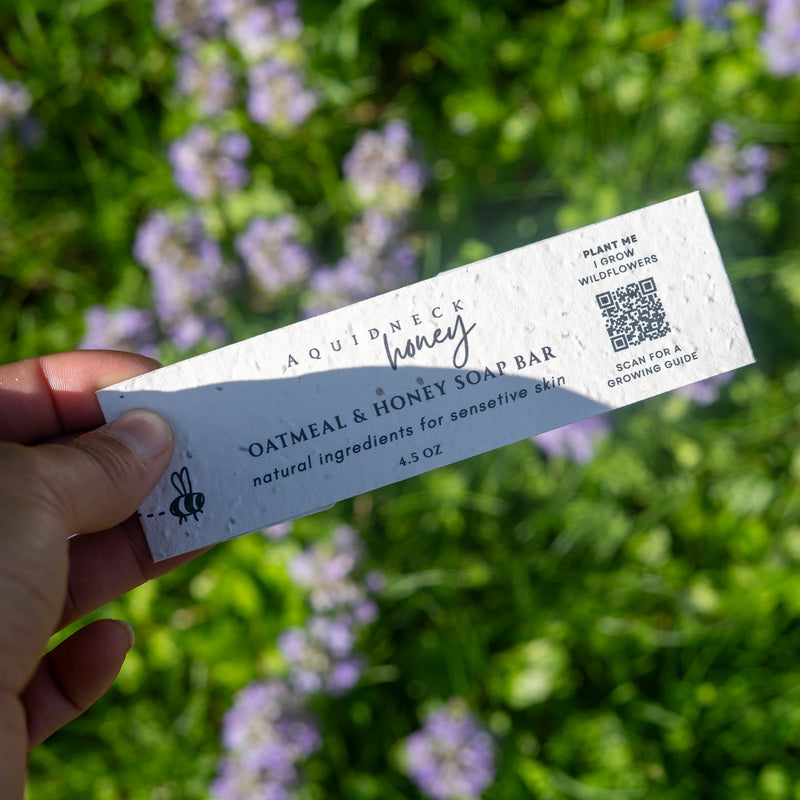 AQUIDNECK
honey
OATMEAL & HONEY SOAP BAR
natural ingredients for sensetive skin
4.5 OZ
PLANT ME
I GROW
WILDFLOWERS
SCAN FOR A
GROWING GUIDE